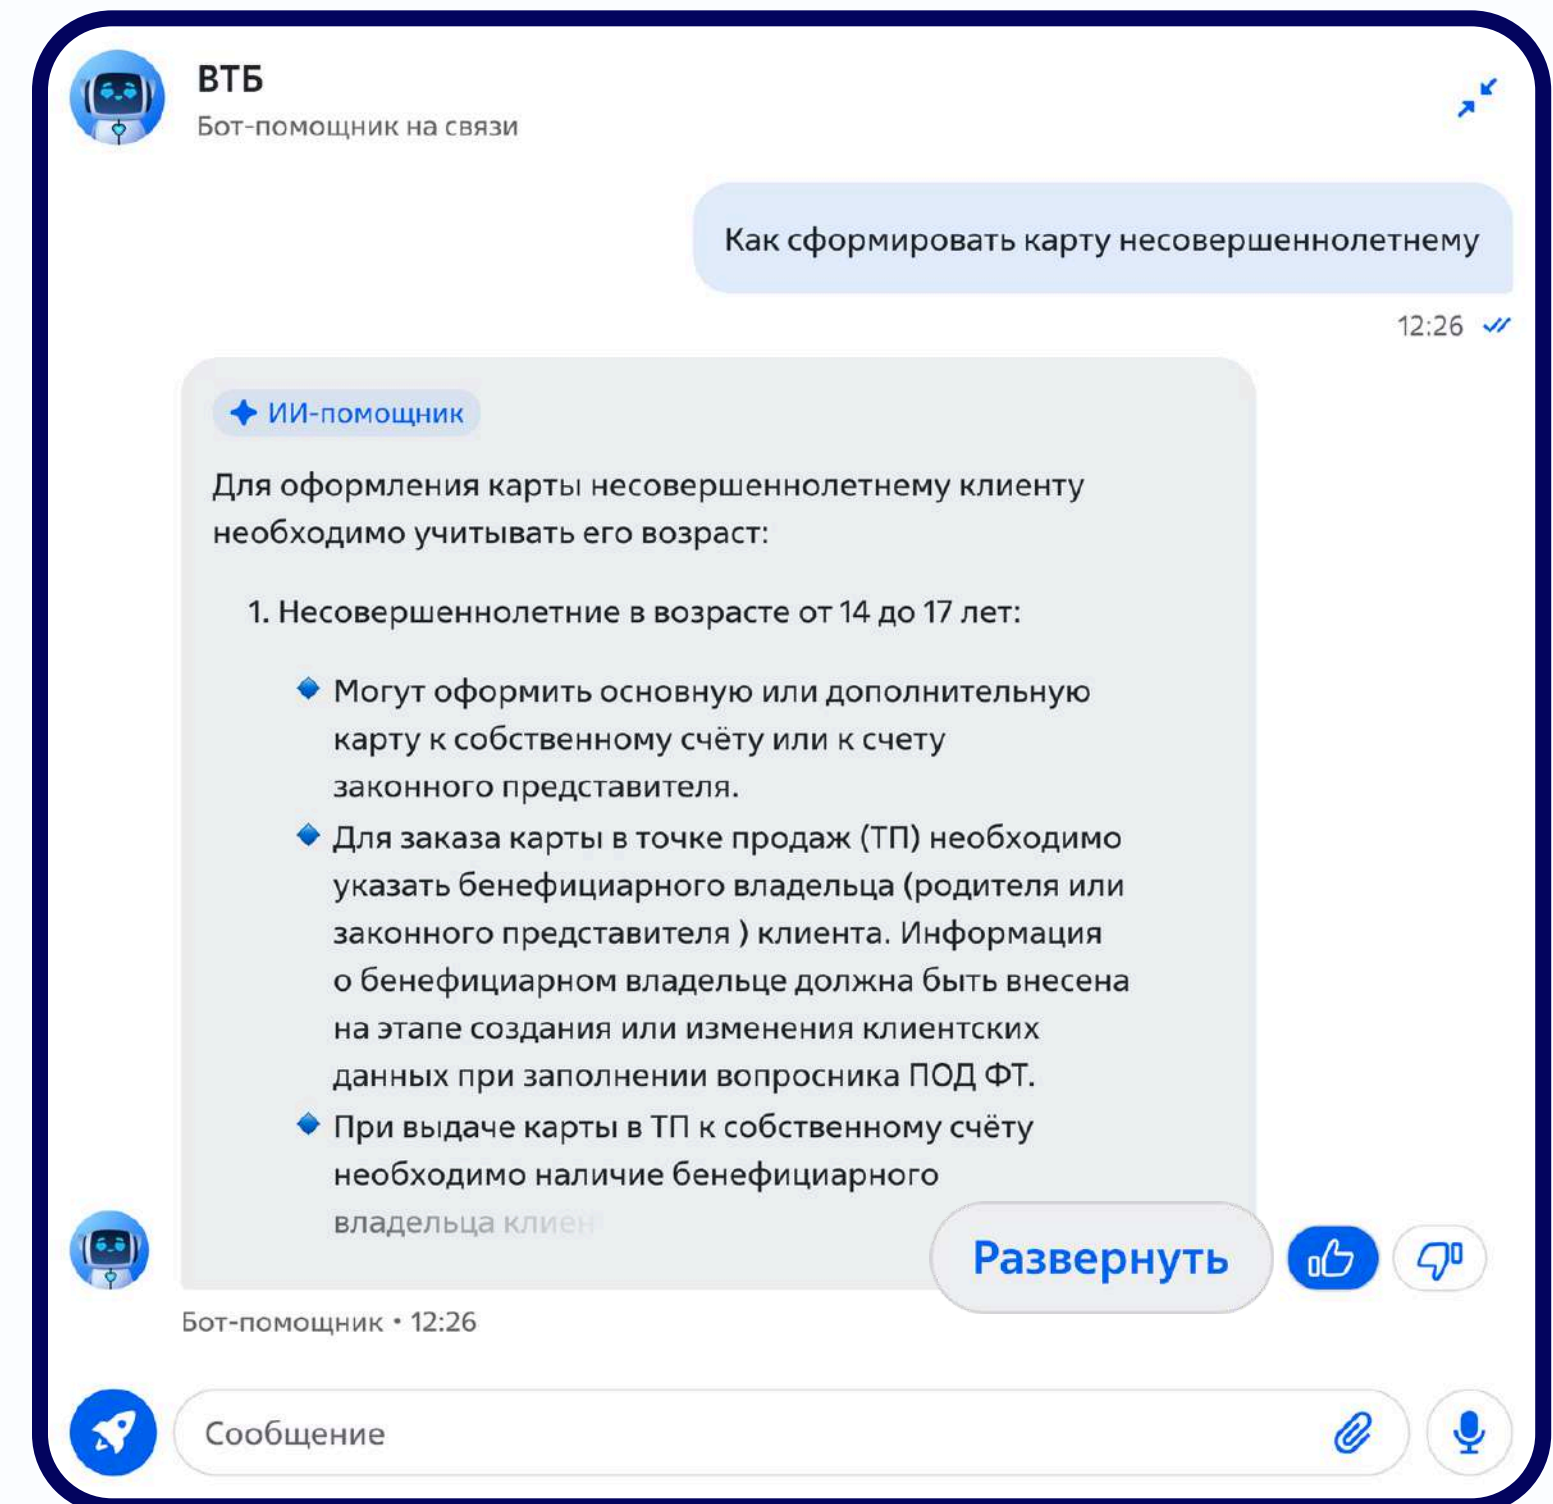 ВТБ
Бот-помощник на связи
Как сформировать карту несовершеннолетнему
12:26
ИИ-помощник
Для оформления карты несовершеннолетнему клиенту
необходимо учитывать его возраст:
1. Несовершеннолетние в возрасте от 14 до 17 лет:
Могут оформить основную или дополнительную
карту к собственному счёту или к счету
законного представителя.
Для заказа карты в точке продаж (ТП) необходимо
указать бенефициарного владельца (родителя или
законного представителя ) клиента. Информация
о бенефициарном владельце должна быть внесена
на этапе создания или изменения клиентских
данных при заполнении вопросника ПОД ФТ.
При выдаче карты в ТП к собственному счёту
необходимо наличие бенефициарного
владельца клиен
Развернуть
Бот-помощник • 12:26
Сообщение